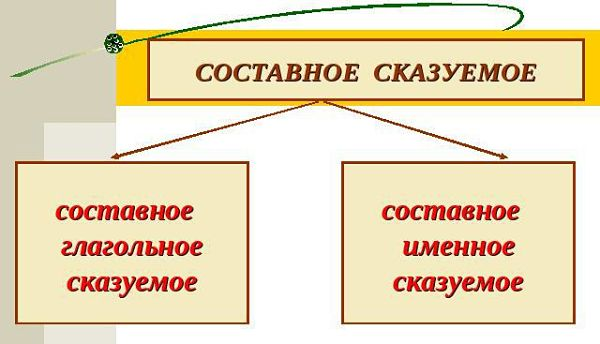 СОСТАВНОЕ СКАЗУЕМОЕ
составное
глагольное
сказуемое
составное
именное
сказуемое